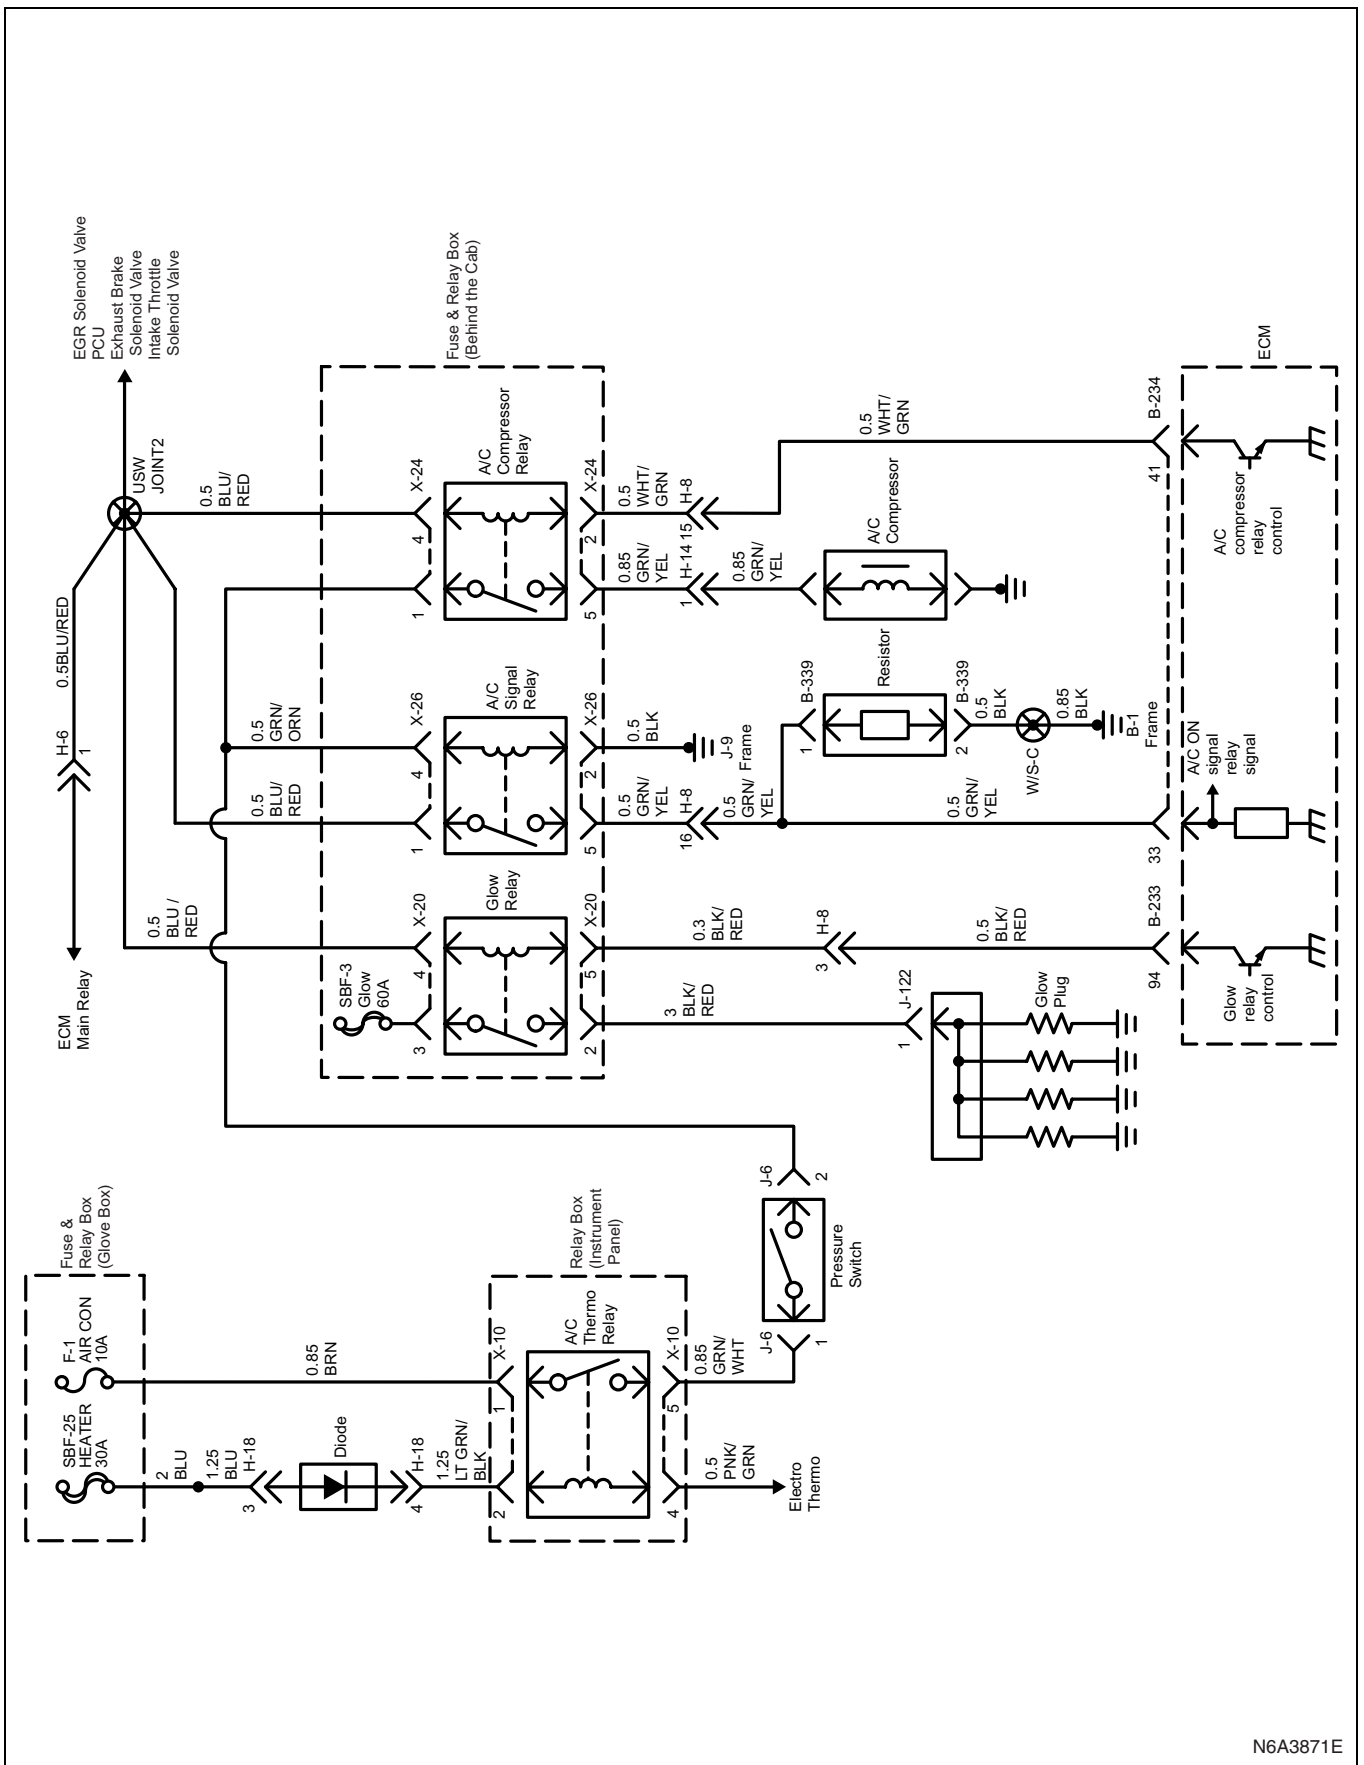 EGR Solenoid Valve
PCU
Exhaust Brake
Solenoid Valve
Intake Throttle
Solenoid Valve
USW
JOINT2
0.5BLU/RED
H-6
1
ECM
Main Relay
0.5
BLU/
RED
0.5
GRN/
ORN
0.5
BLU/
RED
0.5
BLU /
RED
Fuse & Relay Box
(Behind the Cab)
X-24
4
1
A/C
Compressor
Relay
X-24
2
5
X-26
4
1
A/C
Signal
Relay
X-26
2
5
SBF-3
Glow
60A
X-20
4
3
Glow
Relay
X-20
5
2
0.5
WHT/
GRN
H-8
15
0.85
GRN/
YEL
H-14
1
0.85
GRN/
YEL
0.5
WHT/
GRN
A/C
Compressor
0.5
BLK
J-9
Frame
0.5
GRN/
YEL
H-8
16
0.5
GRN/
YEL
B-339
1
Resistor
B-339
2
0.5
BLK
W/S-C
0.85
BLK
B-1
Frame
0.5
GRN/
YEL
0.3
BLK/
RED
H-8
3
0.5
BLK/
RED
3
BLK/
RED
J-122
1
Glow
Plug
ECM
B-234
41
A/C
compressor
relay
control
33
A/C ON
signal
relay
signal
B-233
94
Glow
relay
control
Fuse &
Relay Box
(Glove Box)
F-1
AIR CON
10A
SBF-25
HEATER
30A
0.85
BRN
2
BLU
1.25
BLU
H-18
3
Diode
H-18
4
1.25
LT GRN/
BLK
Relay Box
(Instrument
Panel)
X-10
1
2
A/C
Thermo
Relay
X-10
5
4
0.85
GRN/
WHT
0.5
PNK/
GRN
Electro
Thermo
J-6
1
Pressure
Switch
J-6
2
N6A3871E